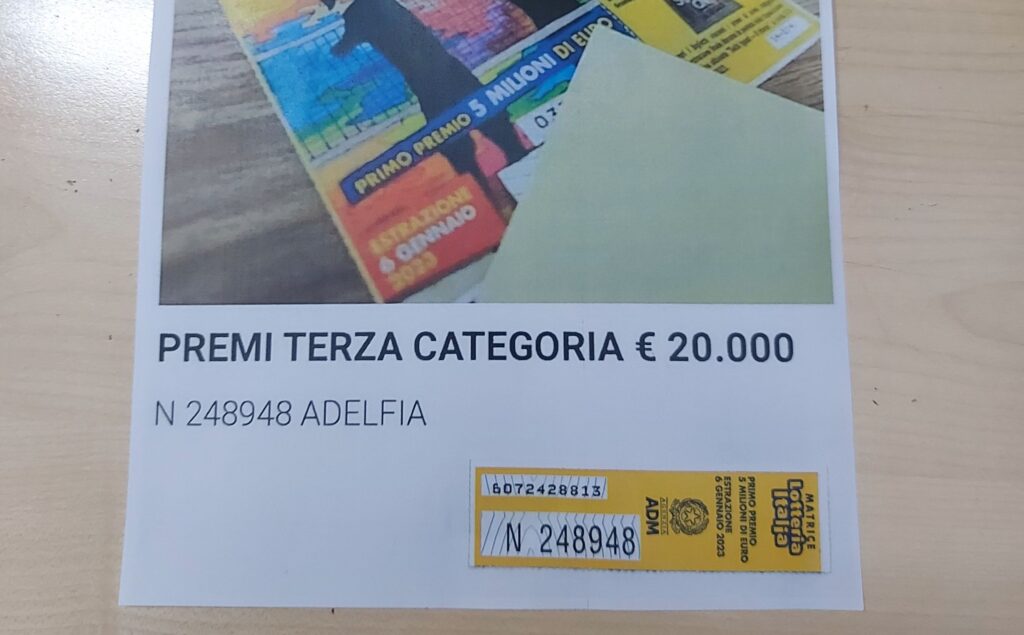 PRIMO PREMIO 5 MILIONI DI EURO
ESTRAZIONE
6 GENNAIO
2023
PREMI TERZA CATEGORIA € 20.000
N 248948 ADELFIA
6072428813
N 248948
ADM
PRIMO PREMIO
5 MILIONI DI EURO
ESTRAZIONE
6 GENNAIO 2023
MATRICE
Lotteria
Italia